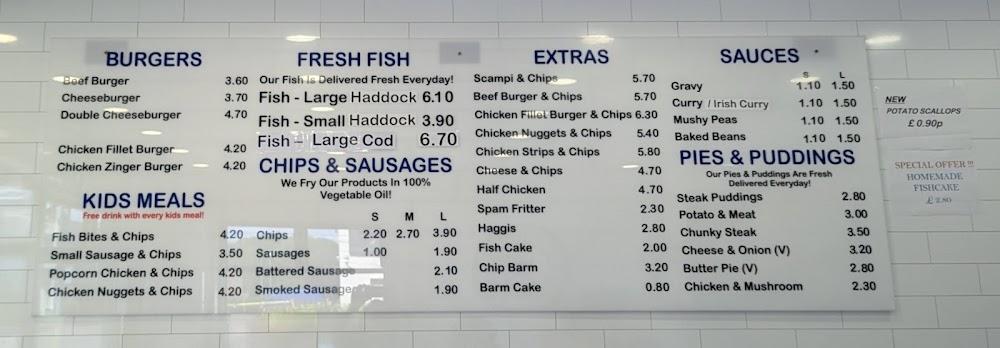 BURGERS
Beef Burger 3.60
Cheeseburger 3.70
Double Cheeseburger 4.70
Chicken Fillet Burger 4.20
Chicken Zinger Burger 4.20
KIDS MEALS
Free drink with every kids meal!
Fish Bites & Chips 4.20
Small Sausage & Chips 3.50
Popcorn Chicken & Chips 4.20
Chicken Nuggets & Chips 4.20
FRESH FISH
Our Fish Is Delivered Fresh Everyday!
Fish - Large Haddock 6.10
Fish - Small Haddock 3.90
Fish - Large Cod 6.70
CHIPS & SAUSAGES
We Fry Our Products In 100%
Vegetable Oil!
S M L
Chips 2.20 2.70 3.90
Sausages 1.00 1.90
Battered Sausage 2.10
Smoked Sausage 1.90
EXTRAS
Scampi & Chips 5.70
Beef Burger & Chips 5.70
Chicken Fillet Burger & Chips 6.30
Chicken Nuggets & Chips 5.40
Chicken Strips & Chips 5.80
Cheese & Chips 4.70
Half Chicken 4.70
Spam Fritter 2.30
Haggis 2.80
Fish Cake 2.00
Chip Barm 3.20
Barm Cake 0.80
SAUCES
S L
Gravy 1.10 1.50
Curry / Irish Curry 1.10 1.50
Mushy Peas 1.10 1.50
Baked Beans 1.10 1.50
PIES & PUDDINGS
Our Pies & Puddings Are Fresh
Delivered Everyday!
Steak Puddings 2.80
Potato & Meat 3.00
Chunky Steak 3.50
Cheese & Onion (V) 3.20
Butter Pie (V) 2.80
Chicken & Mushroom 2.30
NEW
POTATO SCALLOPS
£0.90p
SPECIAL OFFER !!!
HOMEMADE
FISHCAKE
£2.80